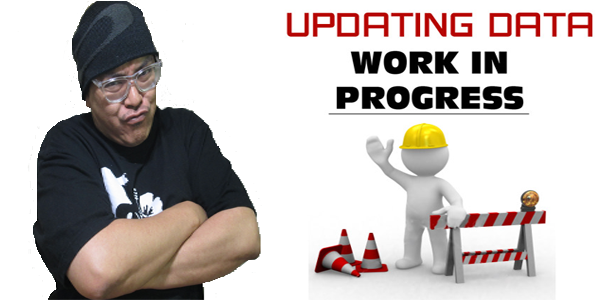 UPDATING DATA
WORK IN
PROGRESS